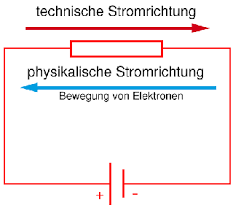 technische Stromrichtung
physikalische Stromrichtung
Bewegung von Elektronen
+ -